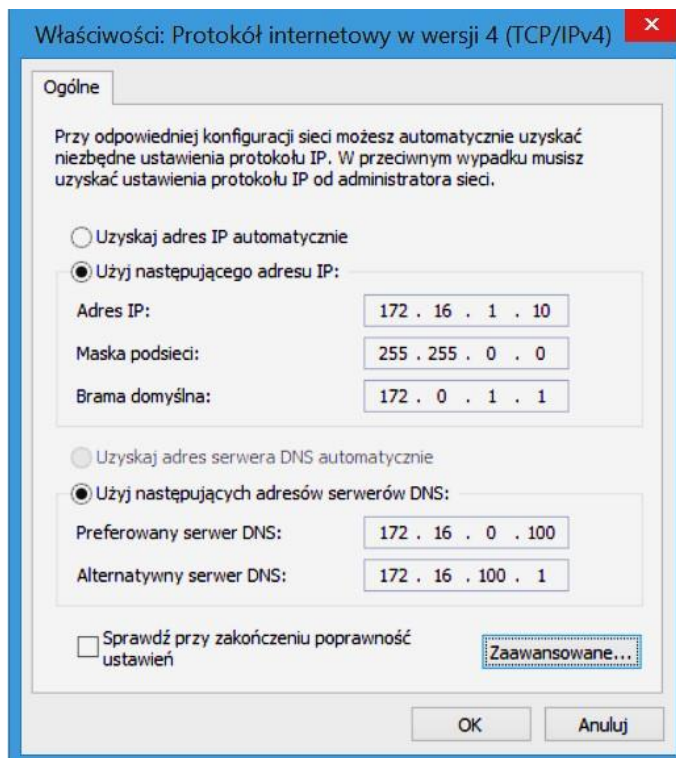 Właściwości: Protokół internetowy w wersji 4 (TCP/IPv4)
Ogólne
Przy odpowiedniej konfiguracji sieci możesz automatycznie uzyskać
niezbędne ustawienia protokołu IP. W przeciwnym wypadku musisz
uzyskać ustawienia protokołu IP od administratora sieci.
Uzyskaj adres IP automatycznie
Użyj następującego adresu IP:
Adres IP: 172 . 16 . 1 . 10
Maska podsieci: 255 . 255 . 0 . 0
Brama domyślna: 172 . 0 . 1 . 1
Uzyskaj adres serwera DNS automatycznie
Użyj następujących adresów serwerów DNS:
Preferowany serwer DNS: 172 . 16 . 0 . 100
Alternatywny serwer DNS: 172 . 16 . 100 . 1
Sprawdź przy zakończeniu poprawność
ustawień
Zaawansowane...
OK Anuluj